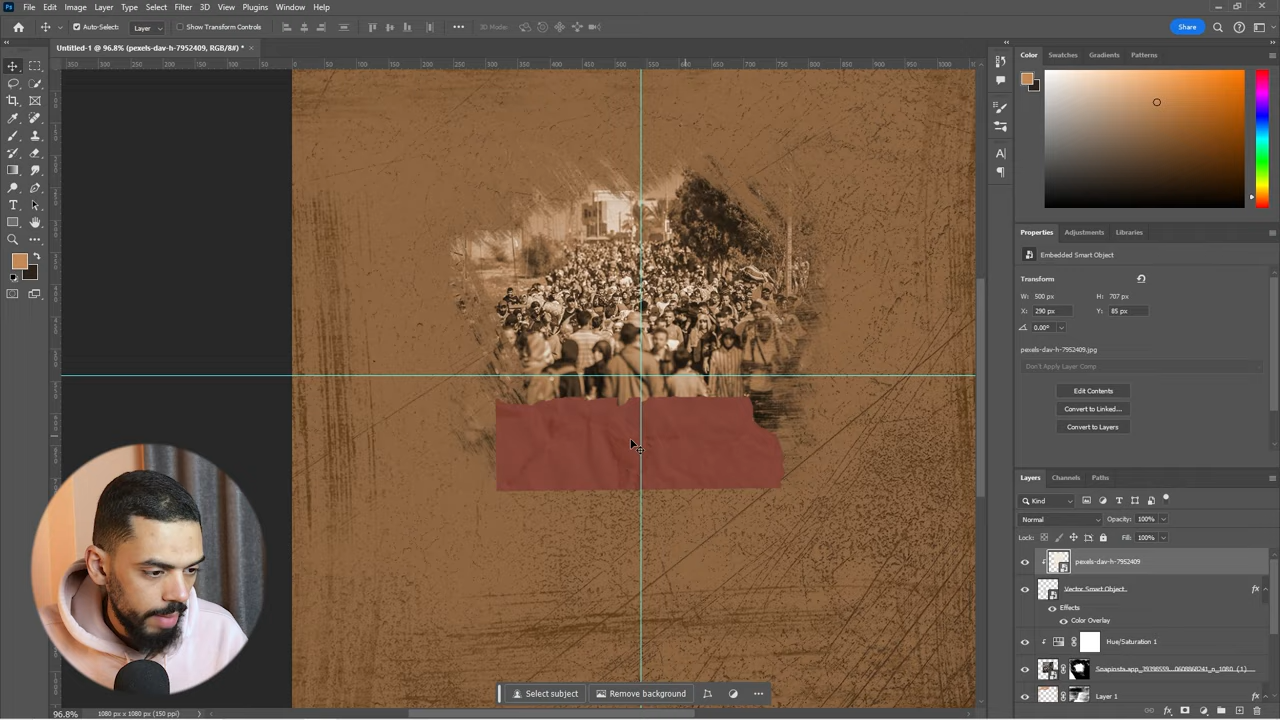 File Edit Image Layer Type Select Filter 3D View Plugins Window Help
Auto-Select: Layer Show Transform Controls 3D Mode: Share
Untitled-1 @ 96.8% (pexels-dav-h-7952409, RGB/8#) *
Color Swatches Gradients Patterns
Properties Adjustments Libraries
Embedded Smart Object
Transform
W: 500 px H: 707 px
X: 290 px Y: 85 px
0.00°
pexels-dav-h-7952409.jpg
Don't Apply Layer Comp
Edit Contents
Convert to Linked...
Convert to Layers
Layers Channels Paths
Kind
Normal Opacity: 100%
Lock: Fill: 100%
pexels-dav-h-7952409
Vector Smart Object fx
Effects
Color Overlay
Hue/Saturation 1
Layer 1
Select subject Remove background
96.8% 1080 px x 1080 px (150 ppi)